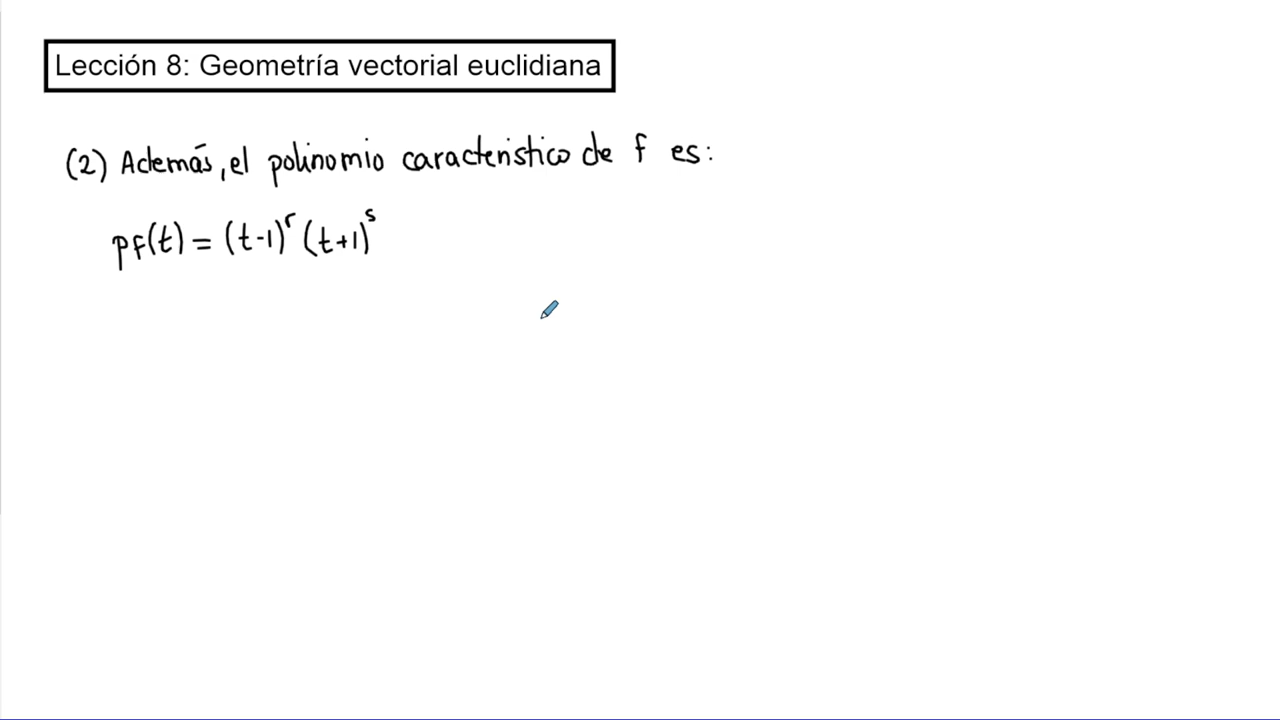 Lección 8: Geometría vectorial euclidiana
(2) Además, el polinomio característico de f es:
pf(t) = (t-1)^r (t+1)^s